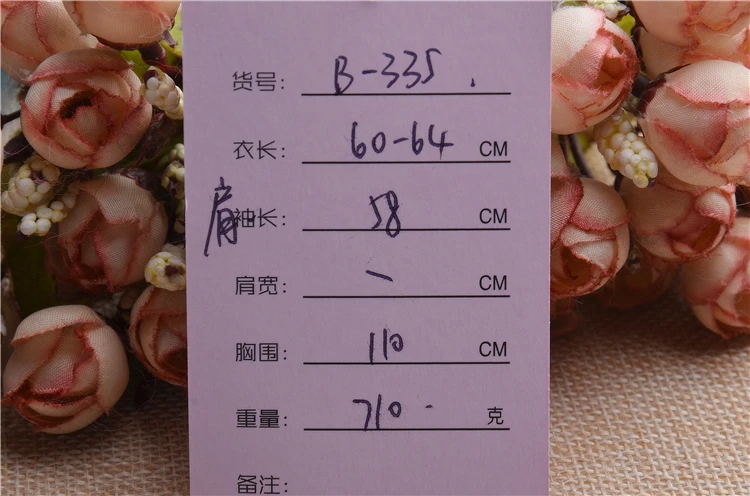 货号: B-335.
衣长: 60-64 CM
肩袖长: 58 CM
肩宽: — CM
胸围: 110 CM
重量: 710- 克
备注: